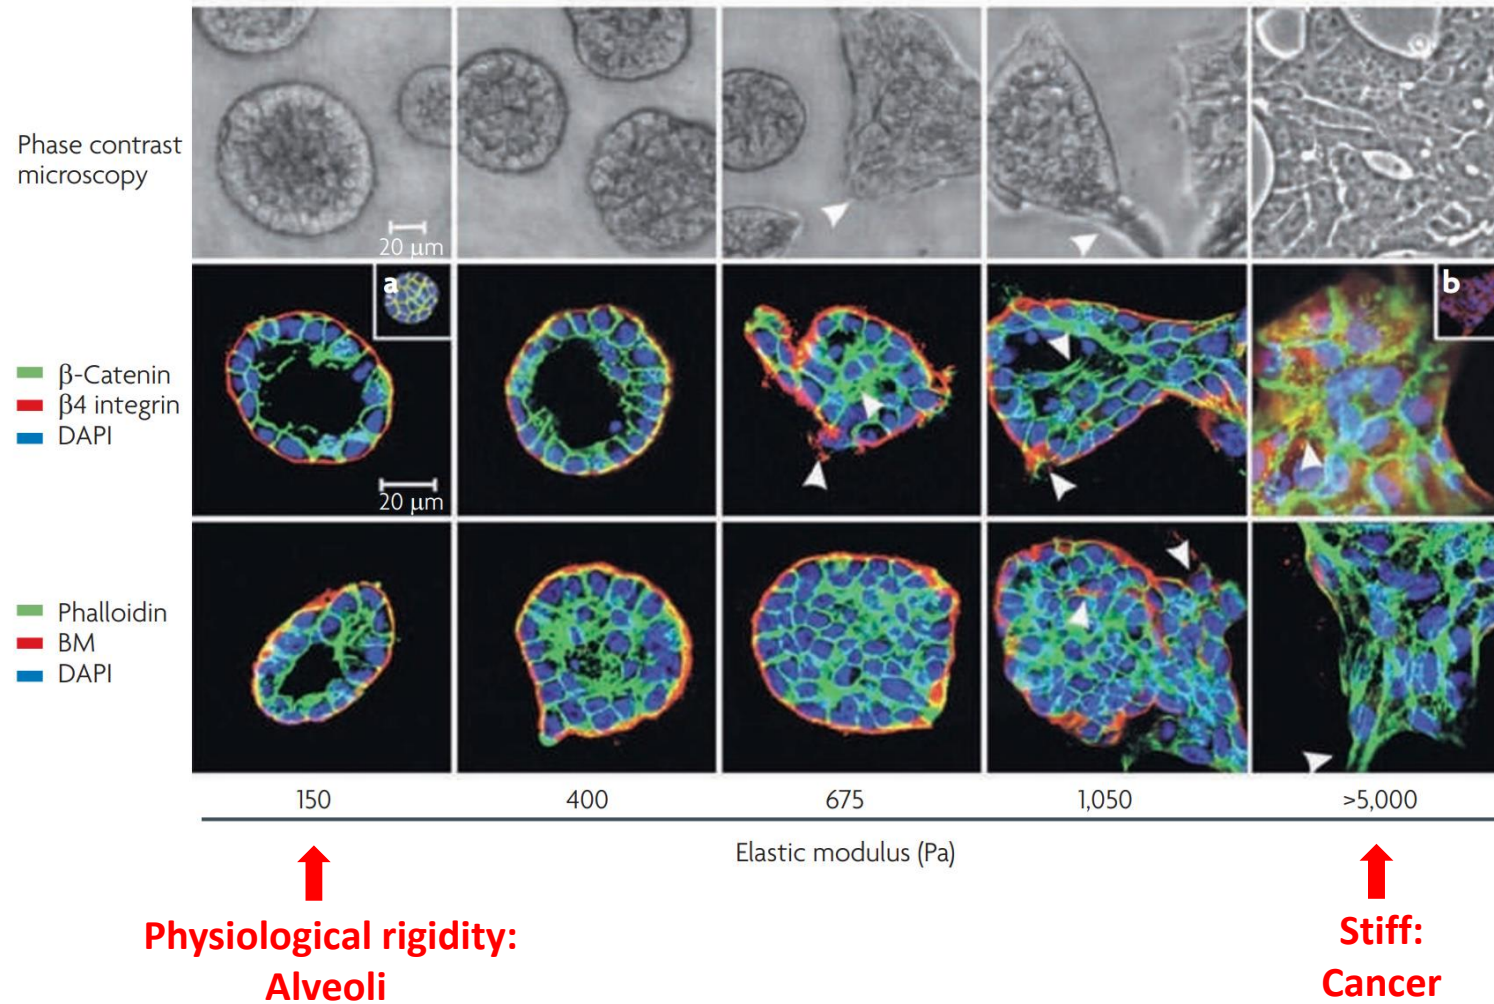 Phase contrast
microscopy
20 μm
a
b
β-Catenin
β4 integrin
DAPI
20 μm
Phalloidin
BM
DAPI
150
400
675
1,050
>5,000
Elastic modulus (Pa)
Physiological rigidity:
Alveoli
Stiff:
Cancer